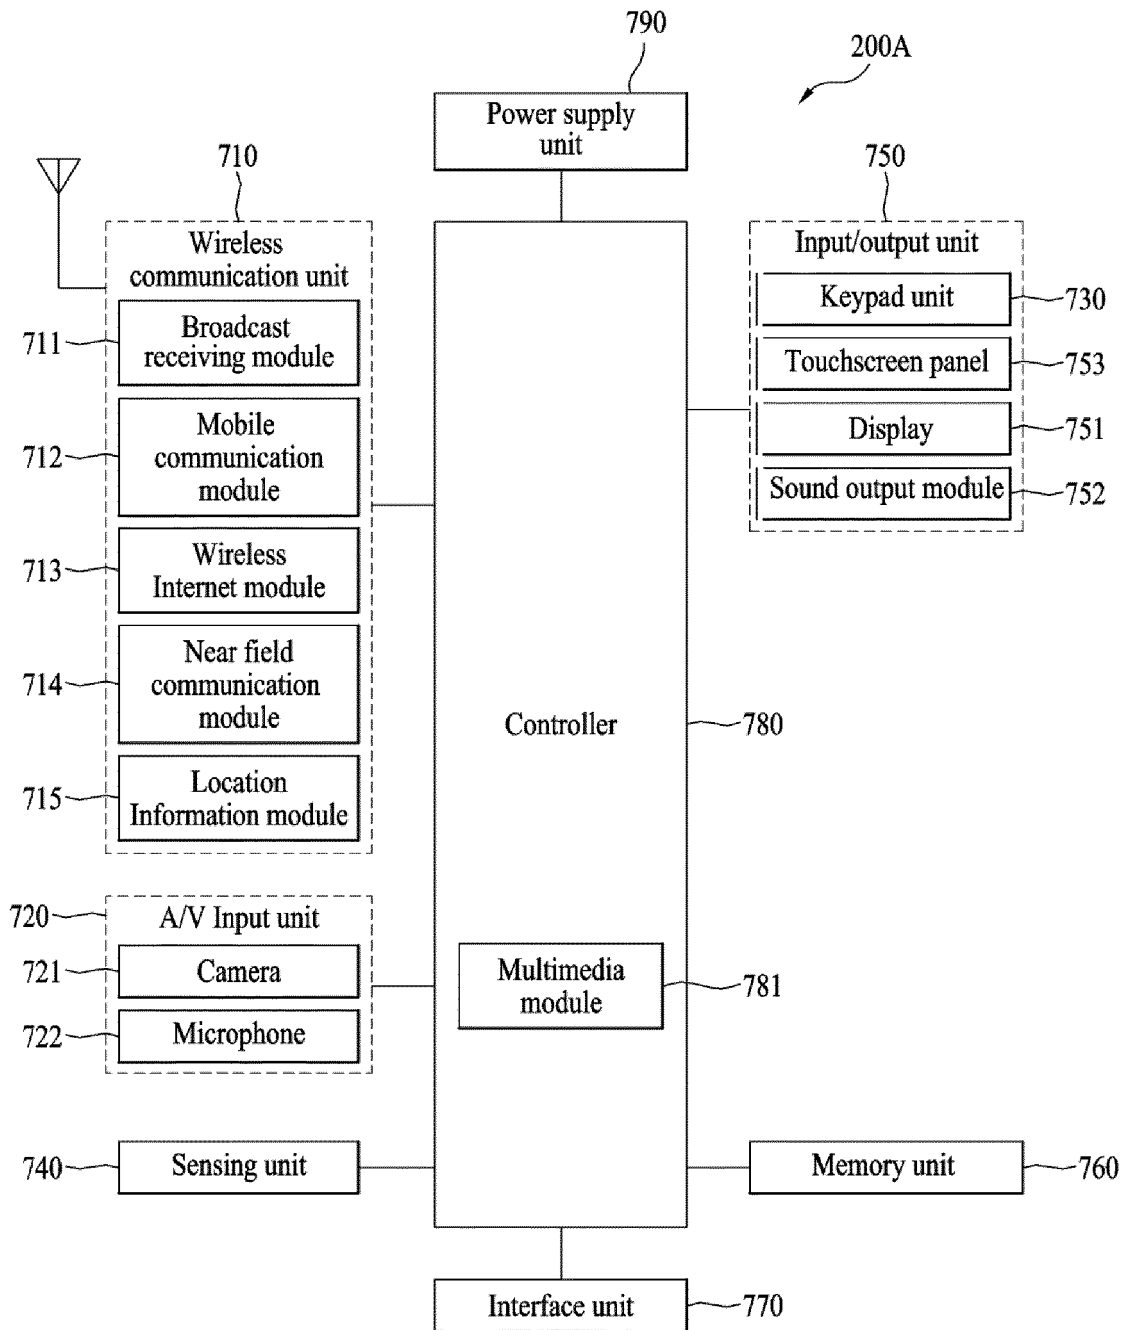 790
200A
Power supply
unit
710
750
Wireless
communication unit
Input/output unit
Keypad unit
730
711
Broadcast
receiving module
Touchscreen panel
753
712
Mobile
communication
module
Display
751
Sound output module
752
713
Wireless
Internet module
714
Near field
communication
module
Controller
780
715
Location
Information module
720
A/V Input unit
721
Camera
Multimedia
module
781
722
Microphone
740
Sensing unit
Memory unit
760
Interface unit
770